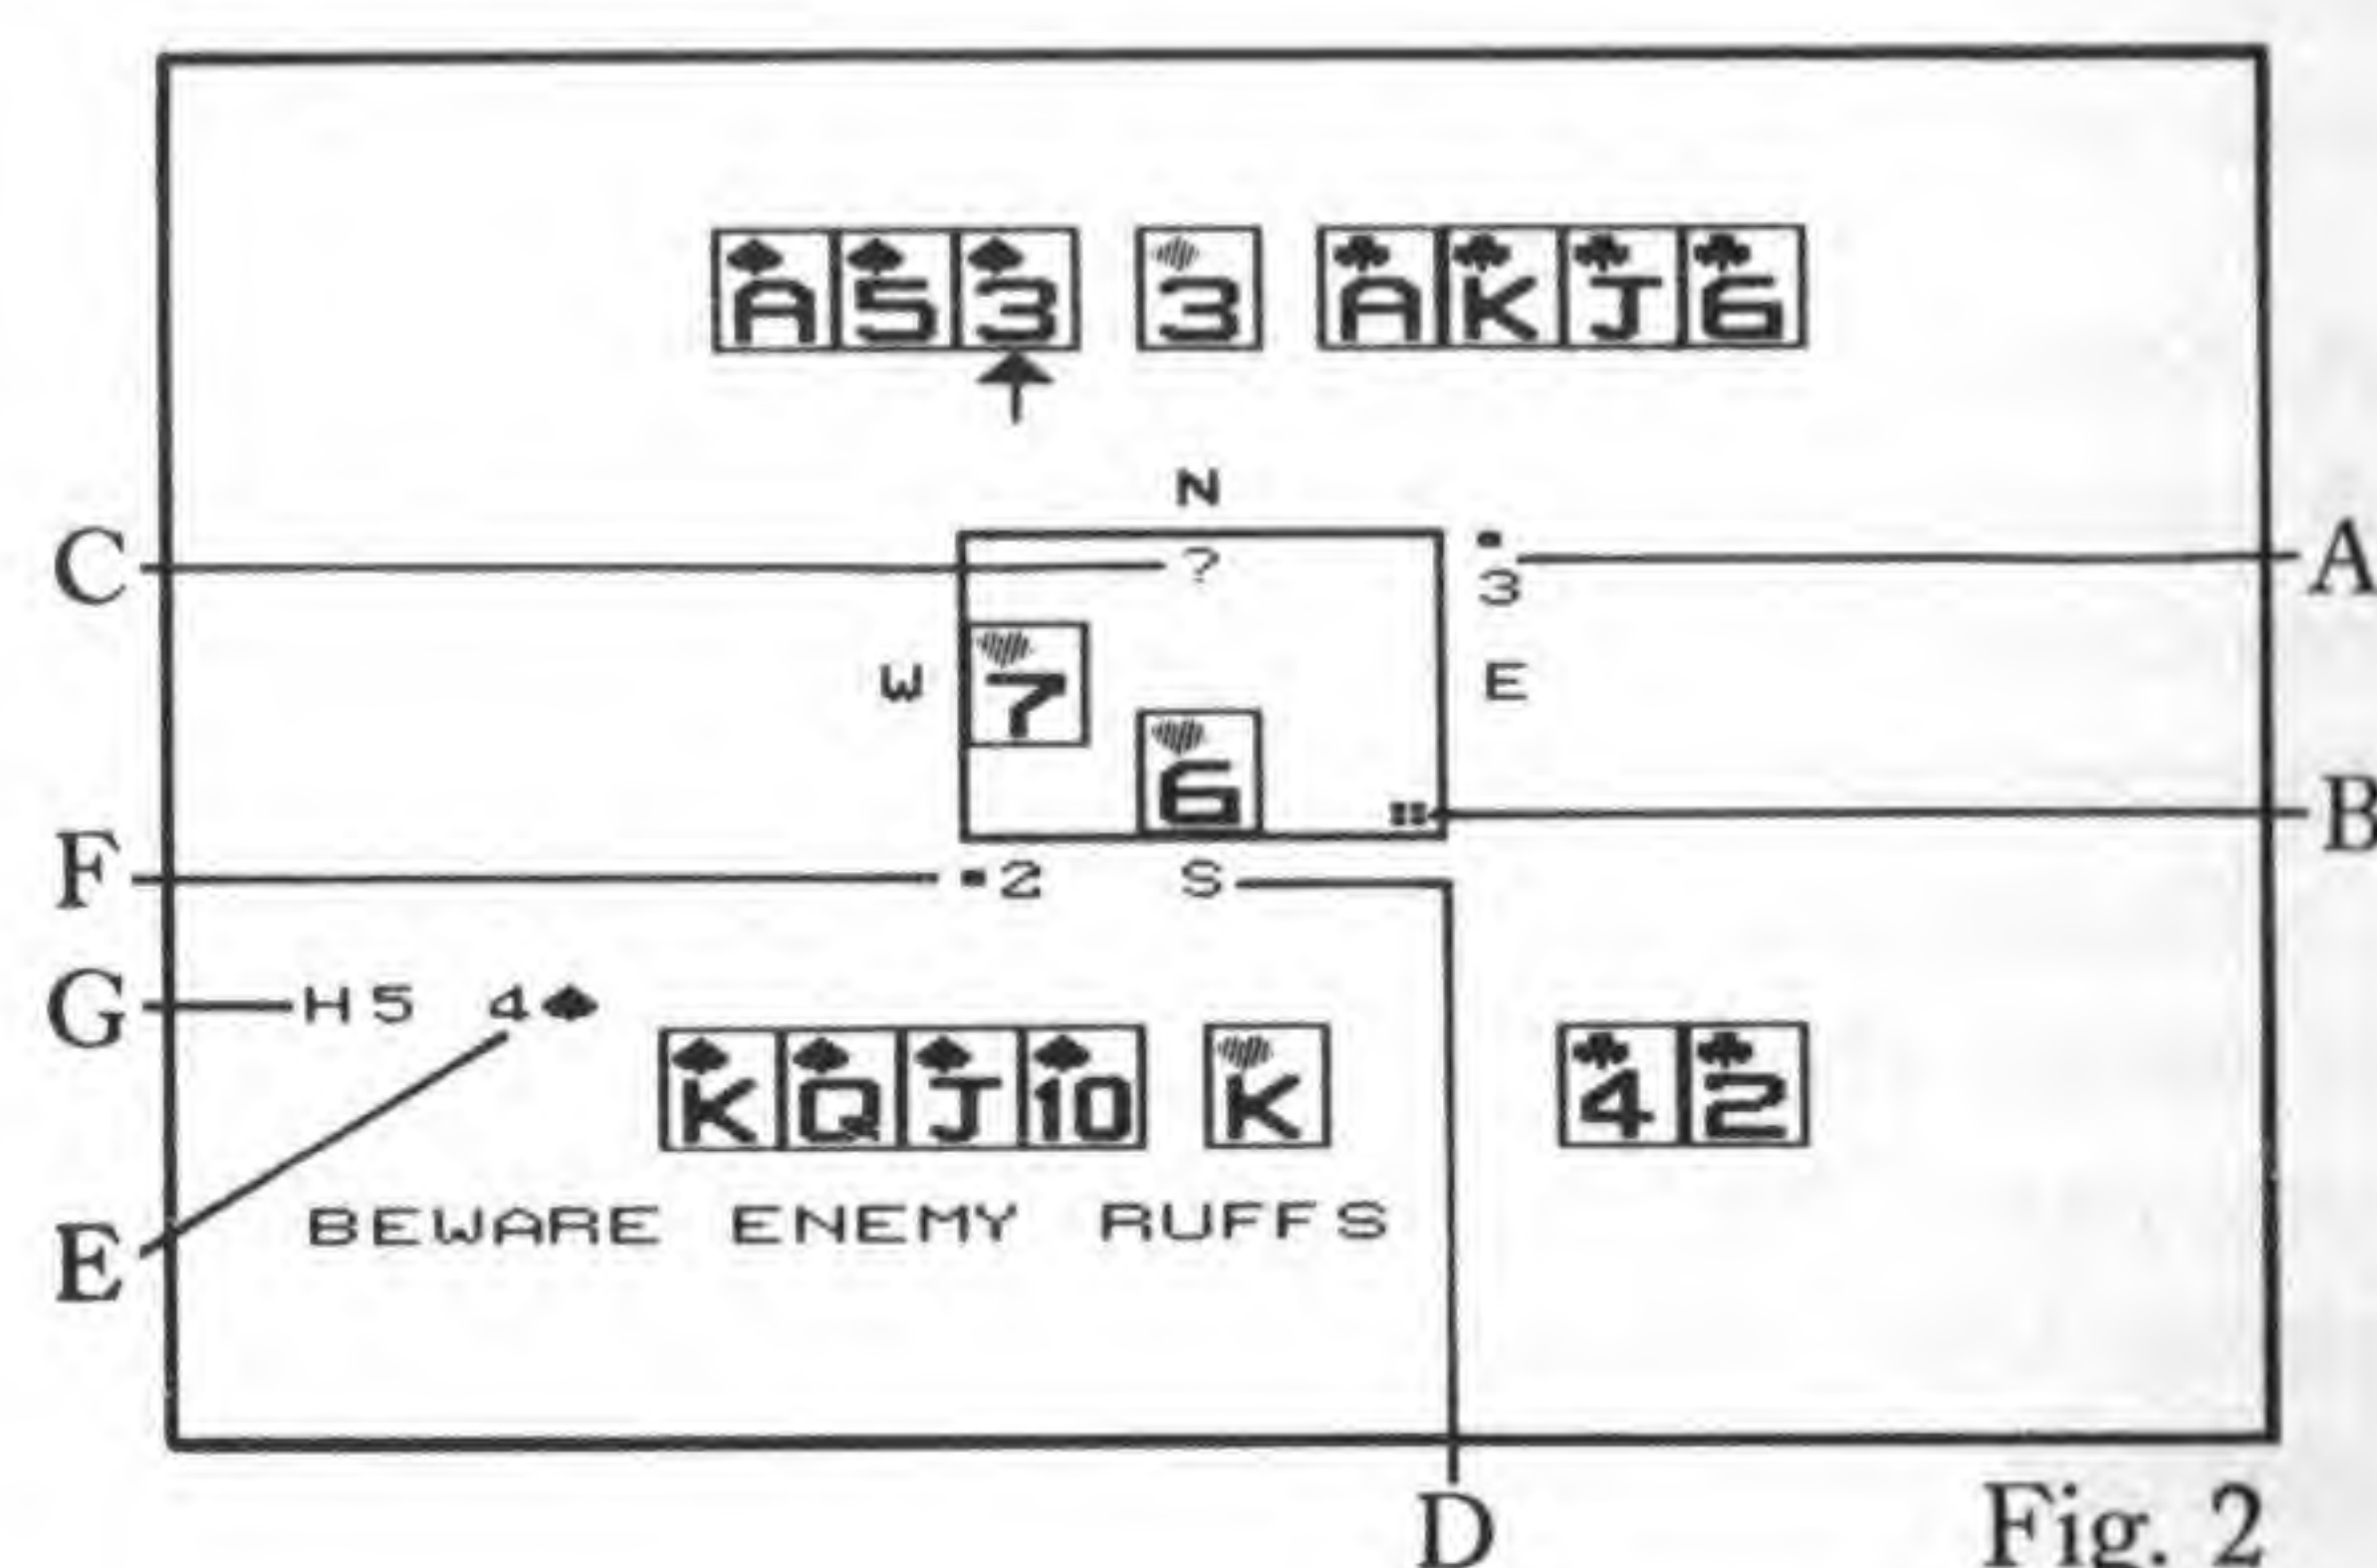 A 5 3 3 A K J 6
N
C ? 3 A
W 7 E
6
B
F 2 S
G H5 4♠
K Q J 10 K 4 2
E BEWARE ENEMY RUFFS
D Fig. 2